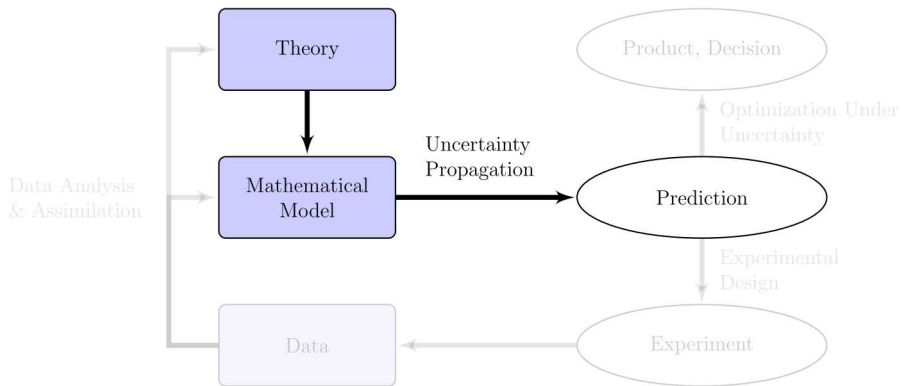 Theory
Product, Decision
Optimization Under
Uncertainty
Uncertainty
Propagation
Data Analysis
& Assimilation
Mathematical
Model
Prediction
Experimental
Design
Data
Experiment